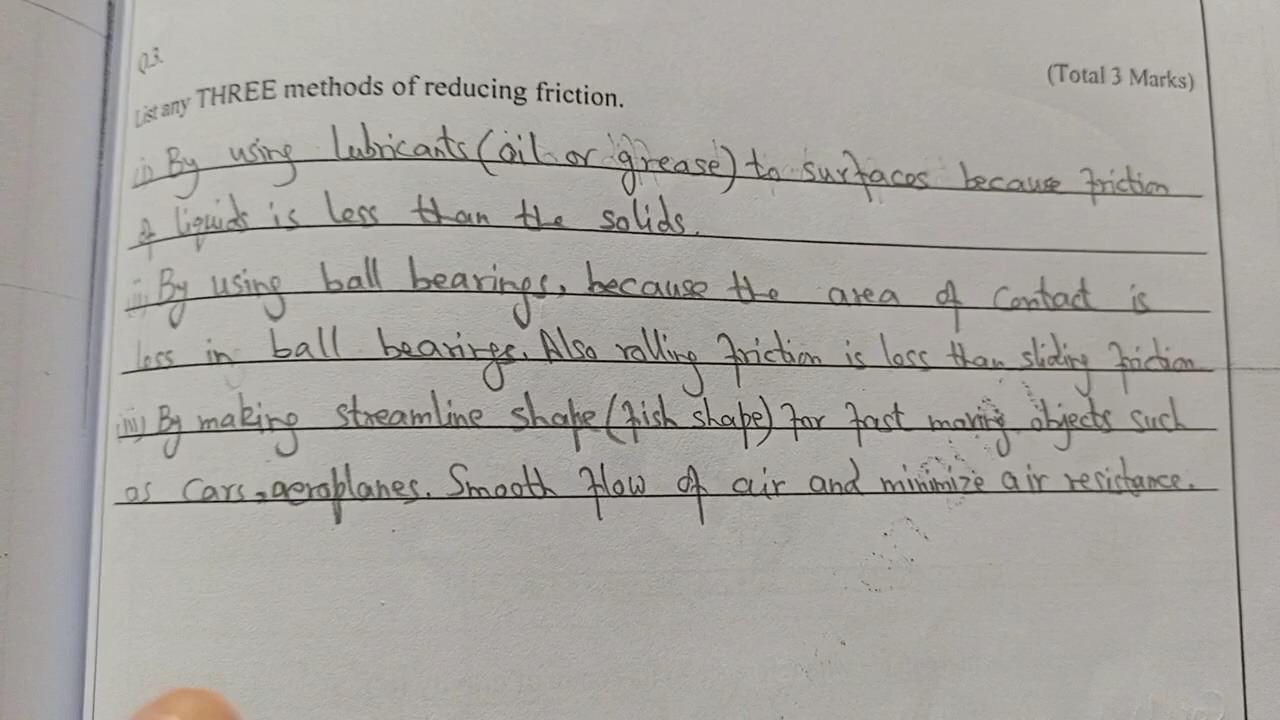 Q3.
(Total 3 Marks)
List any THREE methods of reducing friction.
i) By using lubricants (oil or grease) to surfaces because friction
of liquids is less than the solids.
ii) By using ball bearings, because the area of contact is
less in ball bearings. Also rolling friction is less than sliding friction
iii) By making streamline shape (fish shape) for fast moving objects such
as cars, aeroplanes. Smooth flow of air and minimize air resistance.